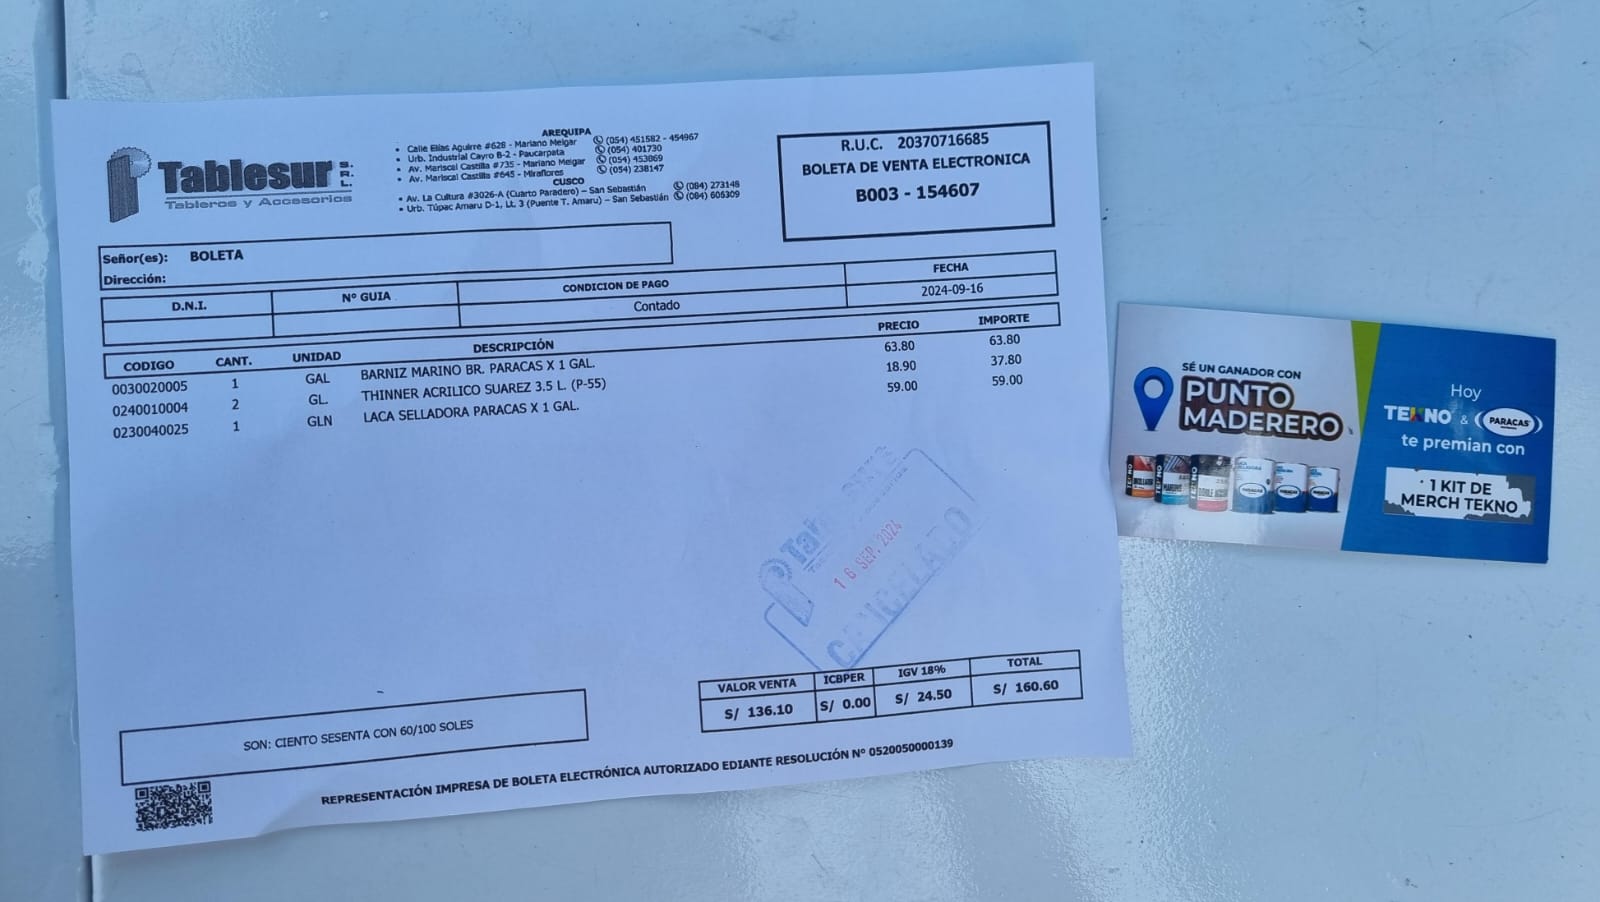 Tablesur S.R.L.
Tableros y Accesorios
AREQUIPA
• Calle Elías Aguirre #628 - Mariano Melgar (054) 451582 - 454967
• Urb. Industrial Cayro B-2 - Paucarpata (054) 401730
• Av. Mariscal Castilla #735 - Mariano Melgar (054) 453869
• Av. Mariscal Castilla #645 - Miraflores (054) 238147
CUSCO
• Av. La Cultura #3026-A (Cuarto Paradero) – San Sebastián (084) 273148
• Urb. Túpac Amaru D-1, Lt. 3 (Puente T. Amaru) – San Sebastián (084) 606309
R.U.C. 20370716685
BOLETA DE VENTA ELECTRONICA
B003 - 154607
Señor(es): BOLETA
Dirección:
D.N.I. Nº GUIA CONDICION DE PAGO FECHA
Contado 2024-09-16
CODIGO CANT. UNIDAD DESCRIPCIÓN PRECIO IMPORTE
0030020005 1 GAL BARNIZ MARINO BR. PARACAS X 1 GAL. 63.80 63.80
0240010004 2 GL. THINNER ACRILICO SUAREZ 3.5 L. (P-55) 18.90 37.80
0230040025 1 GLN LACA SELLADORA PARACAS X 1 GAL. 59.00 59.00
16 SEP. 2024
CANCELADO
VALOR VENTA ICBPER IGV 18% TOTAL
S/ 136.10 S/ 0.00 S/ 24.50 S/ 160.60
SON: CIENTO SESENTA CON 60/100 SOLES
REPRESENTACIÓN IMPRESA DE BOLETA ELECTRÓNICA AUTORIZADO EDIANTE RESOLUCIÓN Nº 0520050000139
SÉ UN GANADOR CON
PUNTO
MADERERO
Hoy
TEKNO & PARACAS
te premian con
1 KIT DE
MERCH TEKNO